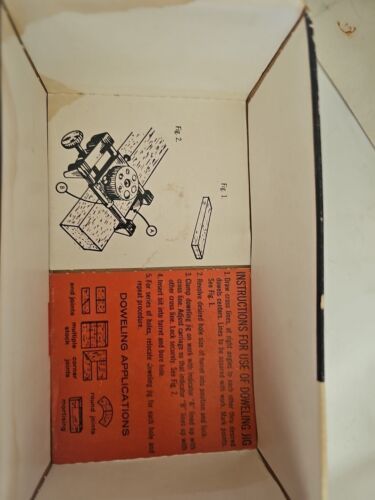 Fig. 1.
Fig. 2.
A
B
INSTRUCTIONS FOR USE OF DOWELING JIG
1. Draw cross lines, at right angles for each other thru desired
dowels centers. Lines to be squared with work. Mark points.
See Fig. 1.
2. Revolve desired hole size of turret into position and lock.
3. Clamp doweling jig on work with indicator "A" lined up with
cross line. Adjust carriage so that indicator "B" lines up with
other cross line. Lock securely. See Fig. 2.
4. Insert bit into turret and bore hole.
5. For series of holes, relocate doweling jig for each hole and
repeat procedure.
DOWELING APPLICATIONS
end joints
multiple stock
corner joints
round joints
mortising